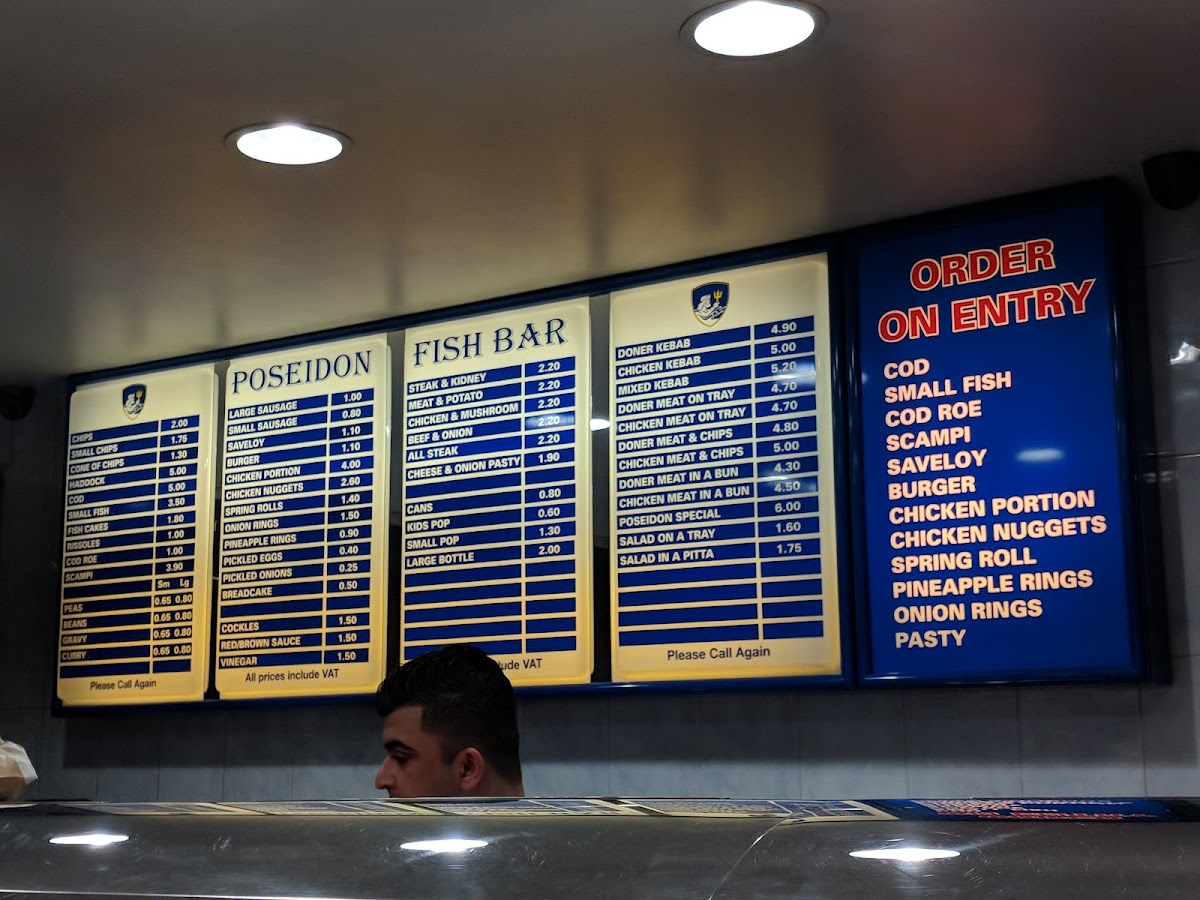 CHIPS 2.00
SMALL CHIPS 1.75
CONE OF CHIPS 1.30
HADDOCK 5.00
COD 5.00
SMALL FISH 3.50
FISH CAKES 1.80
RISSOLES 1.00
COD ROE 1.00
SCAMPI 3.90
Sm Lg
PEAS 0.65 0.80
BEANS 0.65 0.80
GRAVY 0.65 0.80
CURRY 0.65 0.80
Please Call Again
POSEIDON
LARGE SAUSAGE 1.00
SMALL SAUSAGE 0.80
SAVELOY 1.10
BURGER 1.10
CHICKEN PORTION 4.00
CHICKEN NUGGETS 2.60
SPRING ROLLS 1.40
ONION RINGS 1.50
PINEAPPLE RINGS 0.90
PICKLED EGGS 0.40
PICKLED ONIONS 0.25
BREADCAKE 0.50
COCKLES 1.50
RED/BROWN SAUCE 1.50
VINEGAR 1.50
All prices include VAT
FISH BAR
STEAK & KIDNEY 2.20
MEAT & POTATO 2.20
CHICKEN & MUSHROOM 2.20
BEEF & ONION 2.20
ALL STEAK 2.20
CHEESE & ONION PASTY 1.90
CANS 0.80
KIDS POP 0.60
SMALL POP 1.30
LARGE BOTTLE 2.00
VAT
DONER KEBAB 4.90
CHICKEN KEBAB 5.00
MIXED KEBAB 5.20
DONER MEAT ON TRAY 4.70
CHICKEN MEAT ON TRAY 4.70
DONER MEAT & CHIPS 4.80
CHICKEN MEAT & CHIPS 5.00
DONER MEAT IN A BUN 4.30
CHICKEN MEAT IN A BUN 4.50
POSEIDON SPECIAL 6.00
SALAD ON A TRAY 1.60
SALAD IN A PITTA 1.75
Please Call Again
ORDER
ON ENTRY
COD
SMALL FISH
COD ROE
SCAMPI
SAVELOY
BURGER
CHICKEN PORTION
CHICKEN NUGGETS
SPRING ROLL
PINEAPPLE RINGS
ONION RINGS
PASTY